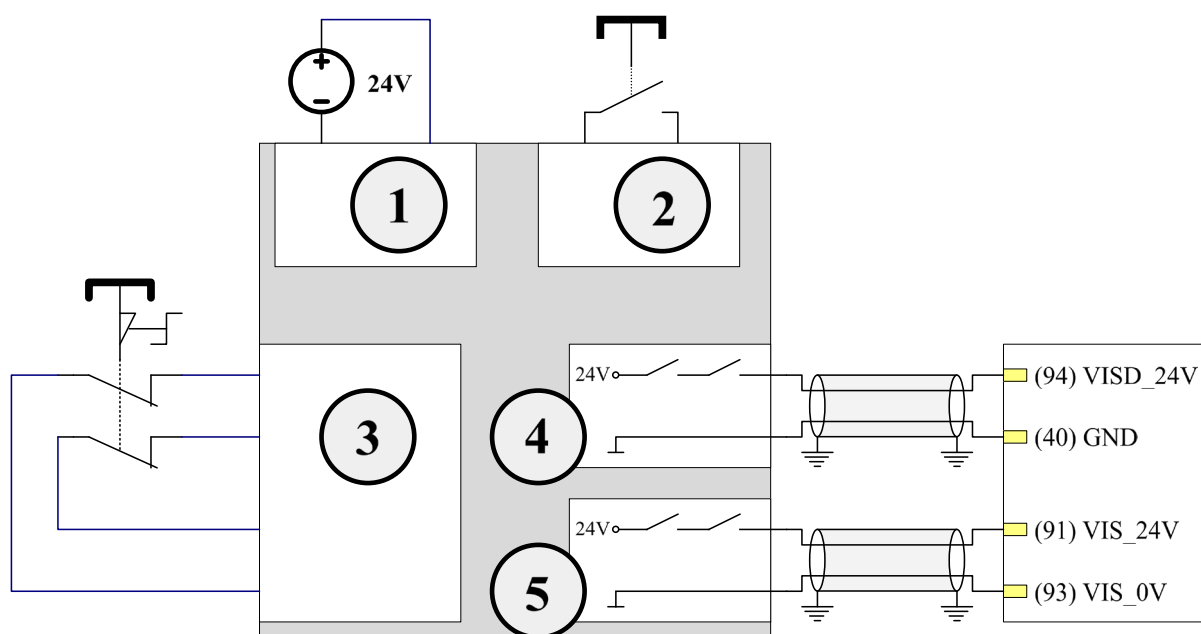 24V
1
2
3
24V
4
(94) VISD_24V
(40) GND
24V
5
(91) VIS_24V
(93) VIS_0V